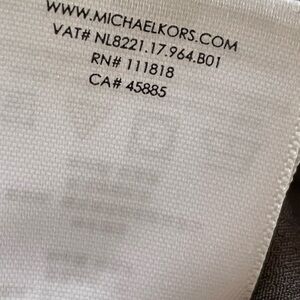 WWW.MICHAELKORS.COM
VAT# NL8221.17.964.B01
RN# 111818
CA# 45885